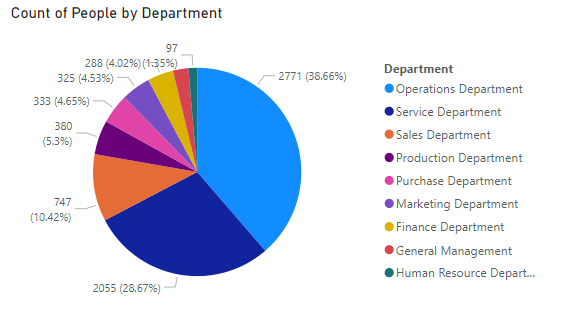 Count of People by Department
97
288 (4.02%) (1.35%)
325 (4.53%)
333 (4.65%)
380
(5.3%)
747
(10.42%)
2055 (28.67%)
2771 (38.66%)
Department
Operations Department
Service Department
Sales Department
Production Department
Purchase Department
Marketing Department
Finance Department
General Management
Human Resource Depart...